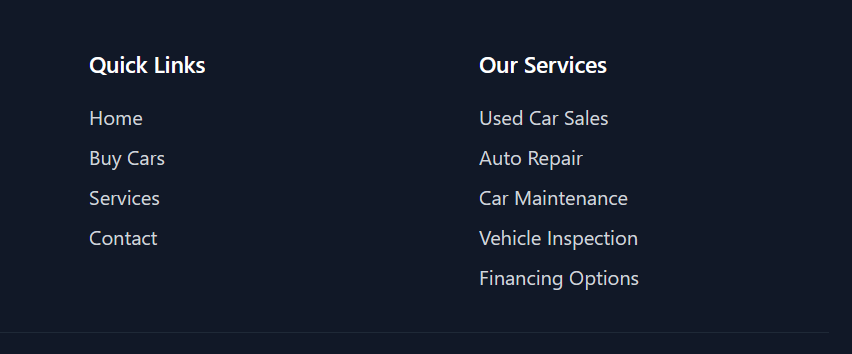 Quick Links
Home
Buy Cars
Services
Contact
Our Services
Used Car Sales
Auto Repair
Car Maintenance
Vehicle Inspection
Financing Options